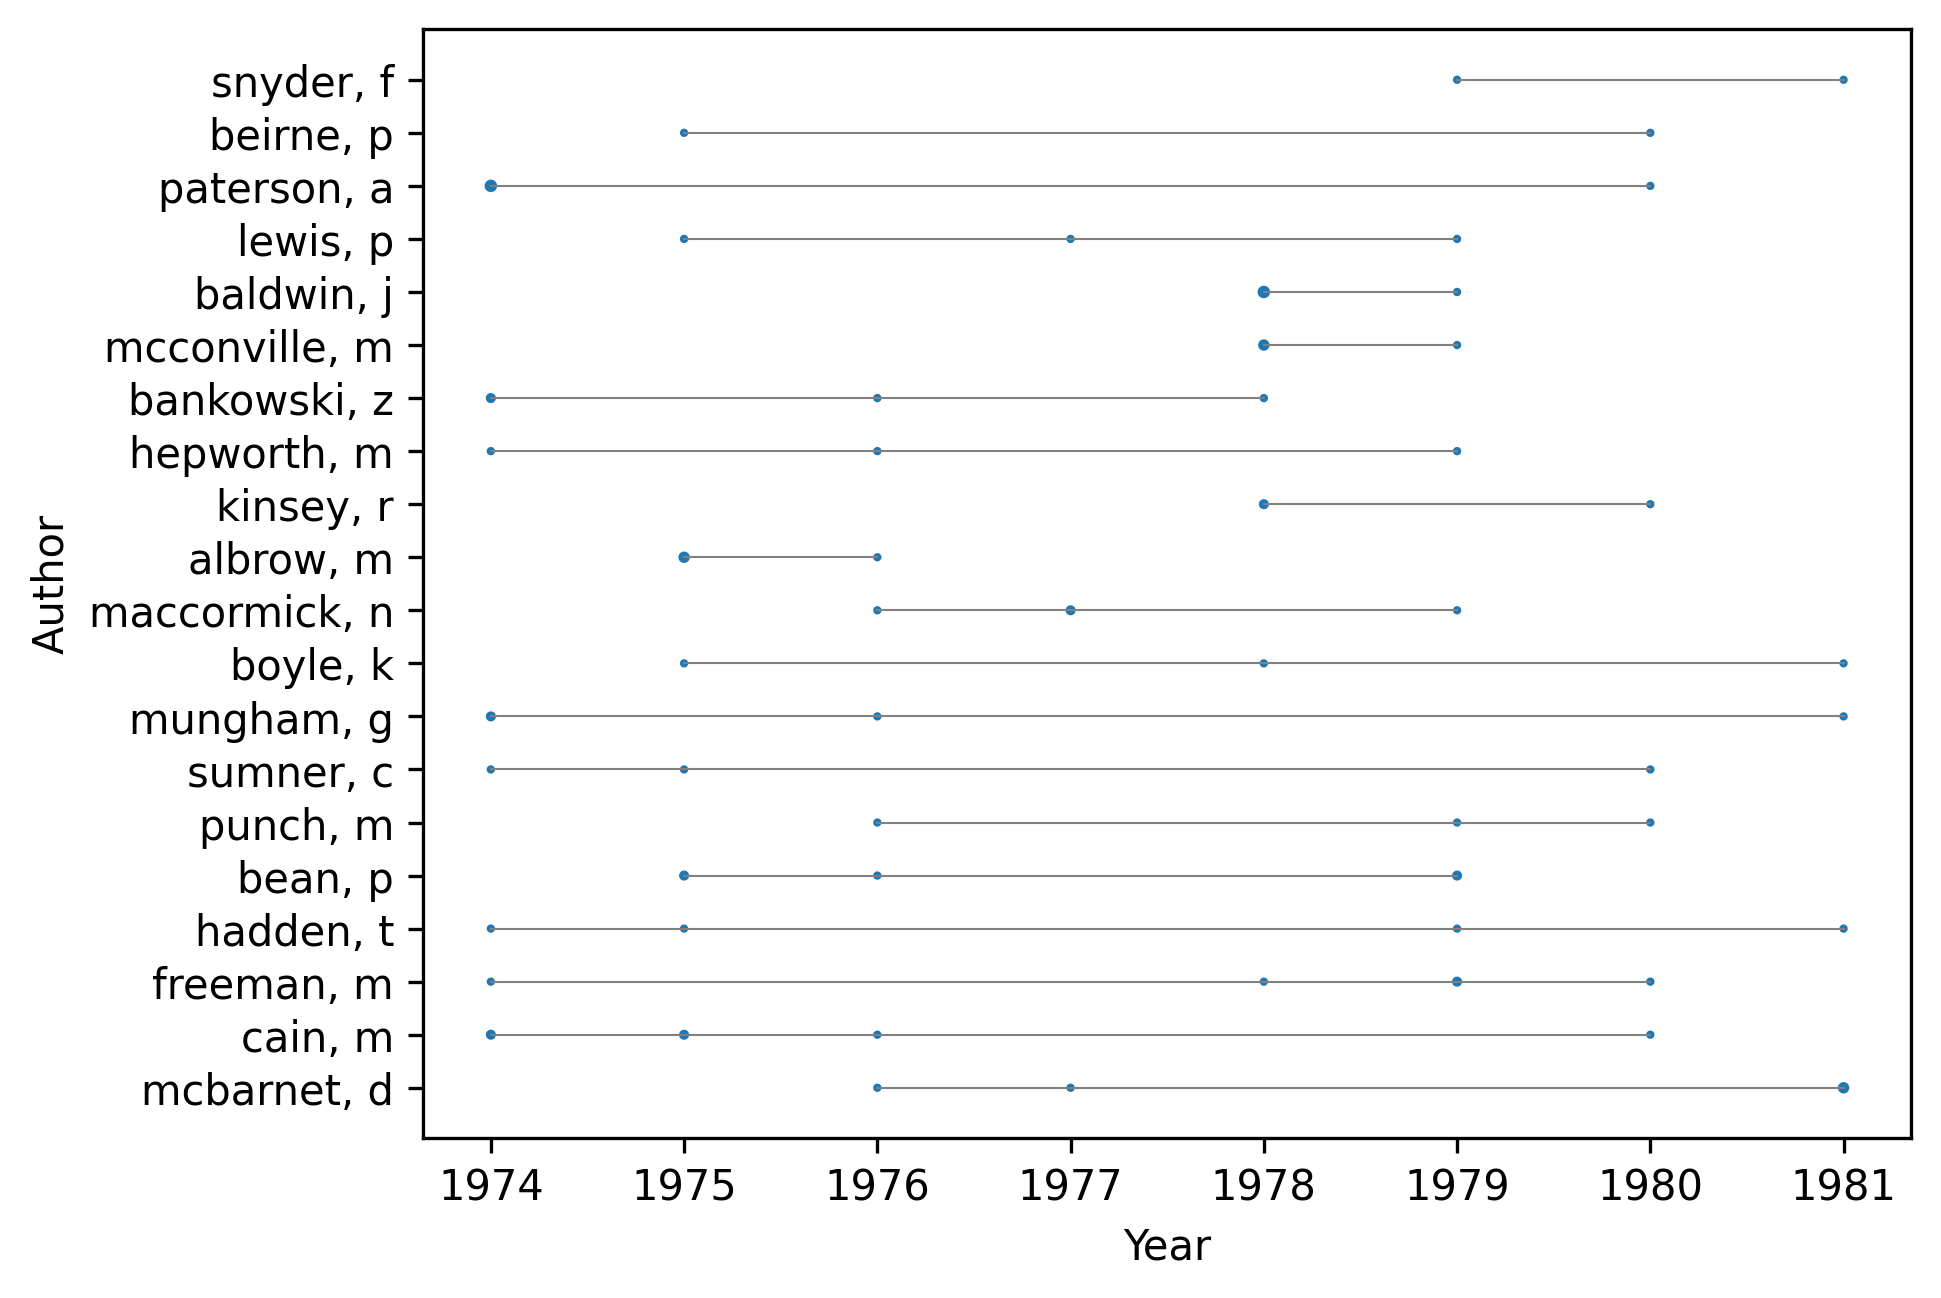 snyder, f
beirne, p
paterson, a
lewis, p
baldwin, j
mcconville, m
bankowski, z
hepworth, m
kinsey, r
albrow, m
maccormick, n
boyle, k
mungham, g
sumner, c
punch, m
bean, p
hadden, t
freeman, m
cain, m
mcbarnet, d
Author
1974 1975 1976 1977 1978 1979 1980 1981
Year